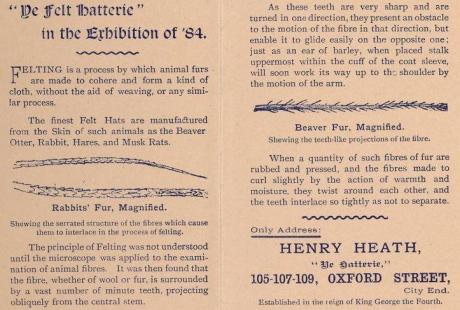 "Ye Felt Hatterie"
in the Exhibition of '84.
FELTING is a process by which animal furs
are made to cohere and form a kind of
cloth, without the aid of weaving, or any simi-
lar process.
The finest Felt Hats are manufactured
from the Skin of such animals as the Beaver
Otter, Rabbit, Hares, and Musk Rats.
Rabbits' Fur, Magnified.
Shewing the serrated structure of the fibres which cause
them to interlace in the process of felting.
The principle of Felting was not understood
until the microscope was applied to the exami-
nation of animal fibres. It was then found that
the fibre, whether of wool or fur, is surrounded
by a vast number of minute teeth, projecting
obliquely from the central stem.
As these teeth are very sharp and are
turned in one direction, they present an obstacle
to the motion of the fibre in that direction, but
enable it to glide easily on the opposite one;
just as an ear of barley, when placed stalk
uppermost within the cuff of the coat sleeve,
will soon work its way up to the shoulder by
the motion of the arm.
Beaver Fur, Magnified.
Shewing the teeth-like projections of the fibre.
When a quantity of such fibres of fur are
rubbed and pressed, and the fibres made to
curl slightly by the action of warmth and
moisture, they twist around each other, and
the teeth interlace so tightly as not to separate.
Only Address:
HENRY HEATH,
"Ye Hatterie,"
105-107-109, OXFORD STREET,
City End.
Established in the reign of King George the Fourth.